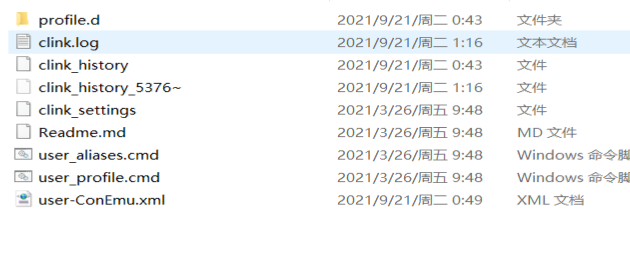 profile.d 2021/9/21/周二 0:43 文件夹
clink.log 2021/9/21/周二 1:16 文本文档
clink_history 2021/9/21/周二 0:43 文件
clink_history_5376~ 2021/9/21/周二 1:16 文件
clink_settings 2021/3/26/周五 9:48 文件
Readme.md 2021/3/26/周五 9:48 MD 文件
user_aliases.cmd 2021/3/26/周五 9:48 Windows 命令脚
user_profile.cmd 2021/3/26/周五 9:48 Windows 命令脚
user-ConEmu.xml 2021/9/21/周二 0:49 XML 文档